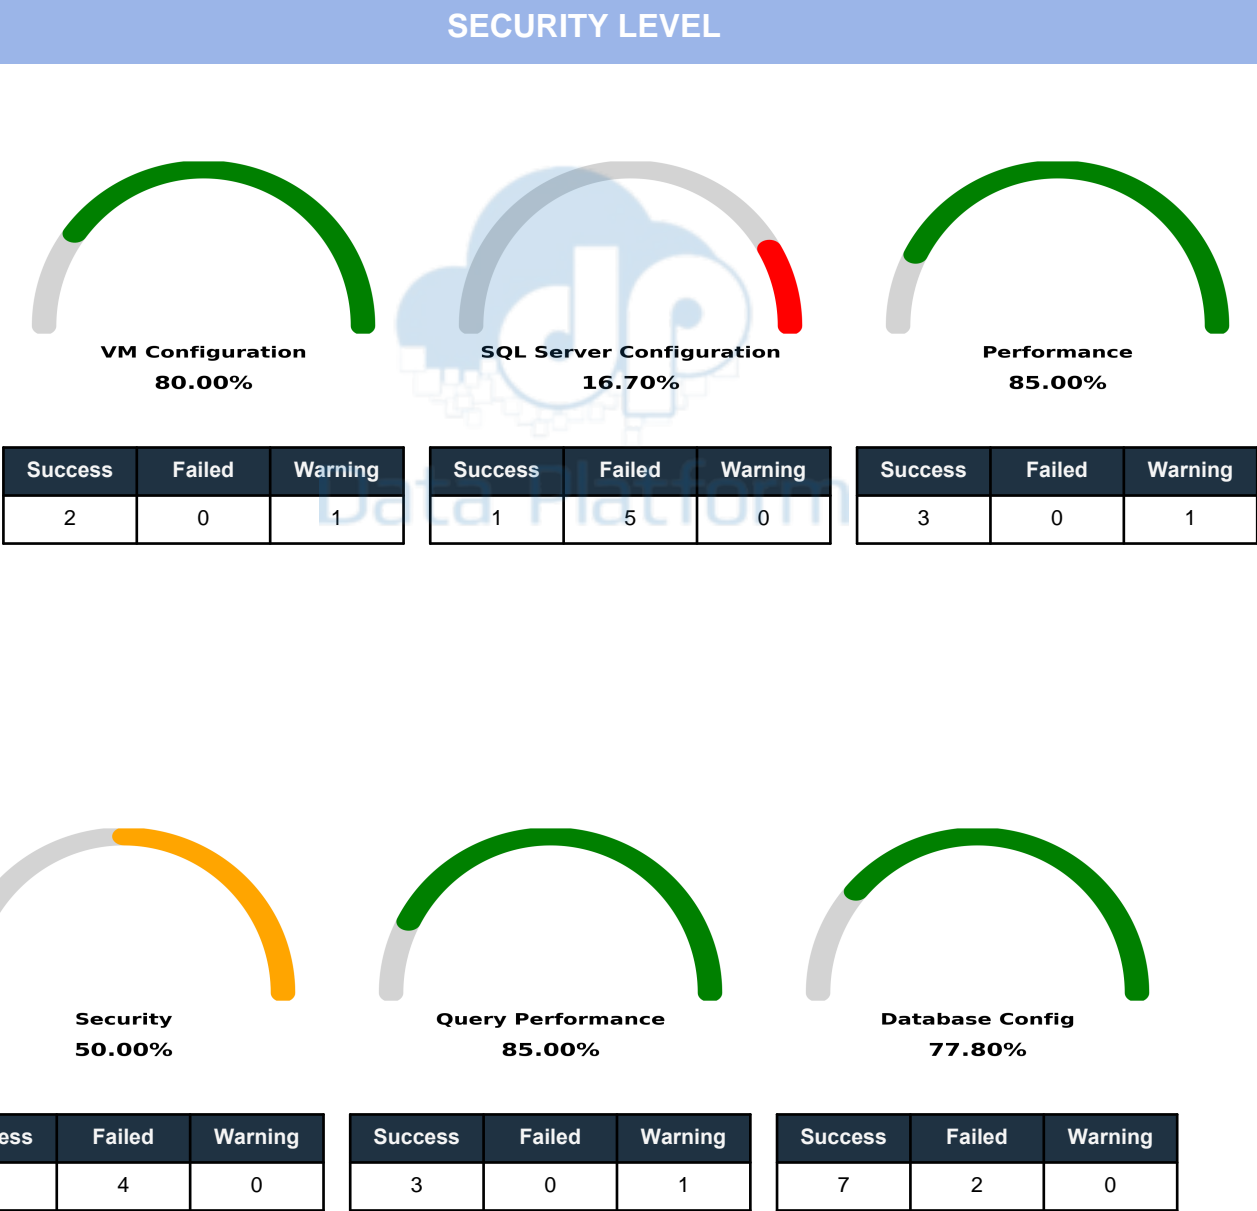 SECURITY LEVEL
VM Configuration
80.00%
SQL Server Configuration
16.70%
Performance
85.00%
Success Failed Warning
2 0 1
Success Failed Warning
1 5 0
Success Failed Warning
3 0 1
dp
Data Platform
Security
50.00%
Query Performance
85.00%
Database Config
77.80%
ess Failed Warning
4 0
Success Failed Warning
3 0 1
Success Failed Warning
7 2 0